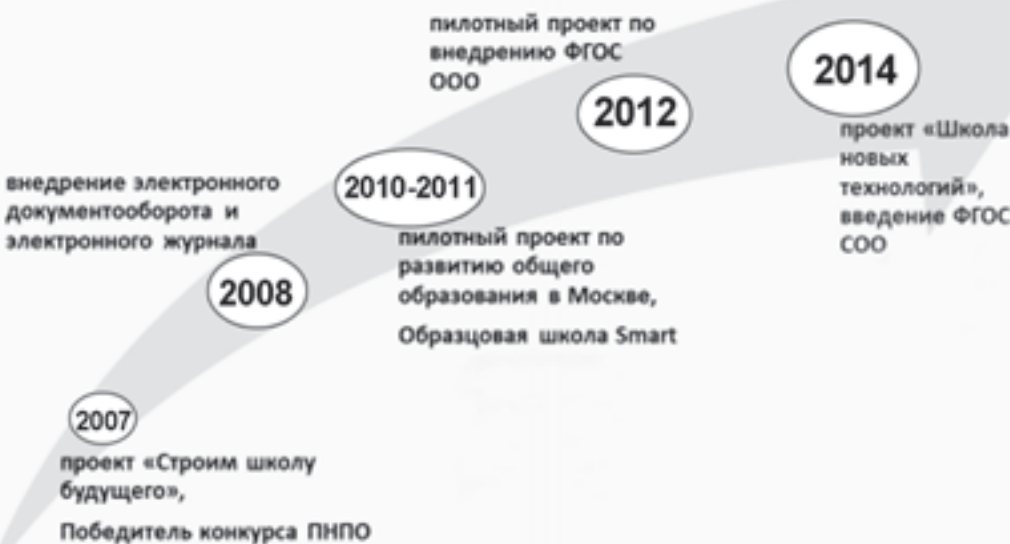 пилотный проект по
внедрению ФГОС
ООО
2012
2014
проект «Школа
новых
технологий»,
введение ФГОС
СОО
внедрение электронного
документооборота и
электронного журнала
2008
2010-2011
пилотный проект по
развитию общего
образования в Москве,
Образцовая школа Smart
2007
проект «Строим школу
будущего»,
Победитель конкурса ПНПО